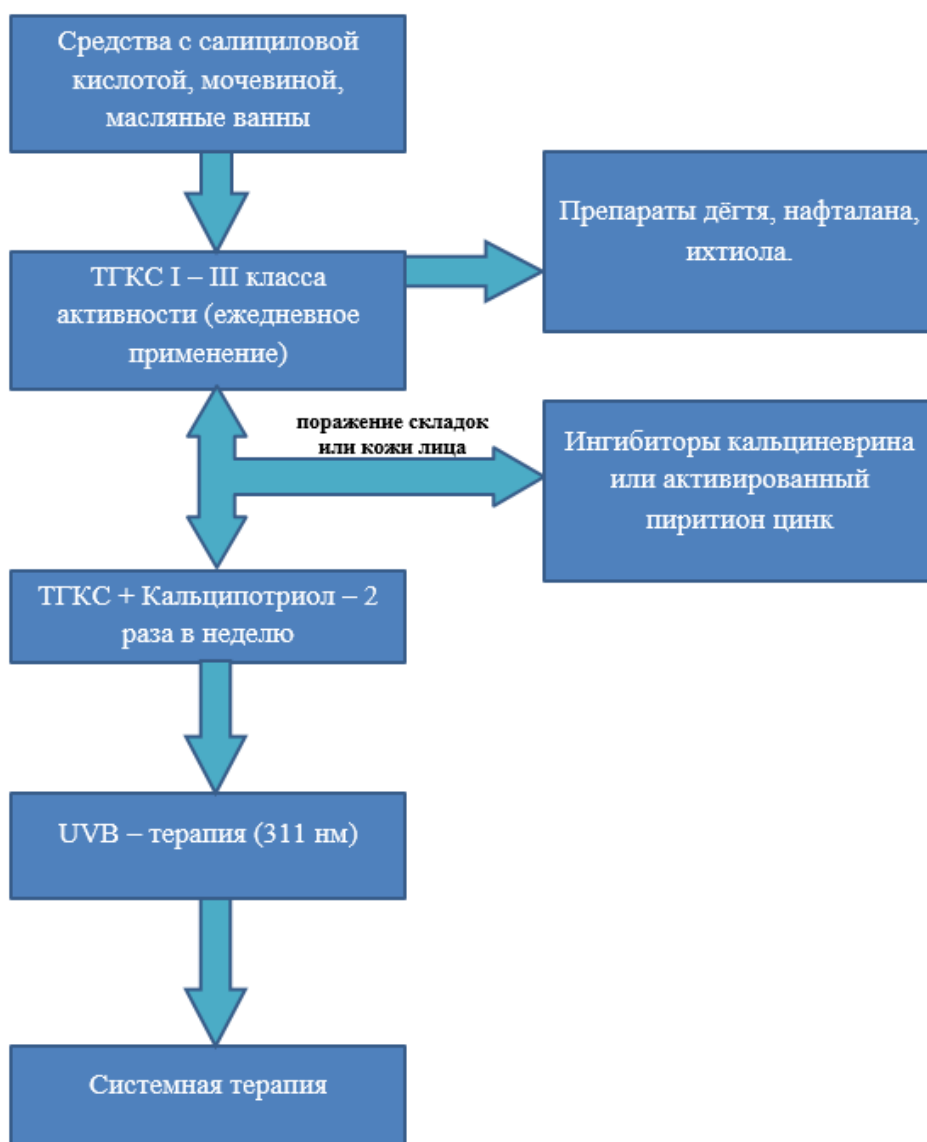 Средства с салициловой
кислотой, мочевиной,
масляные ванны
Препараты дёгтя, нафталана,
ихтиола.
ТГКС I – III класса
активности (ежедневное
применение)
поражение складок
или кожи лица
Ингибиторы кальциневрина
или активированный
пиритион цинк
ТГКС + Кальципотриол – 2
раза в неделю
UVB – терапия (311 нм)
Системная терапия